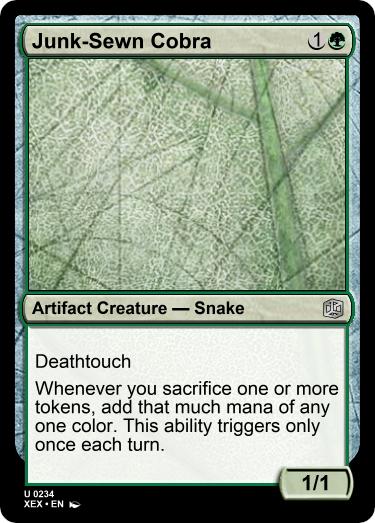 Junk-Sewn Cobra 1
Artifact Creature — Snake
Deathtouch
Whenever you sacrifice one or more
tokens, add that much mana of any
one color. This ability triggers only
once each turn.
1/1
U 0234
XEX • EN